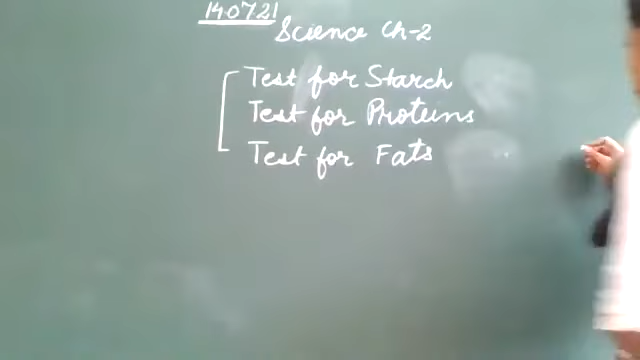 140721
Science Ch-2
Test for Starch
Test for Proteins
Test for Fats